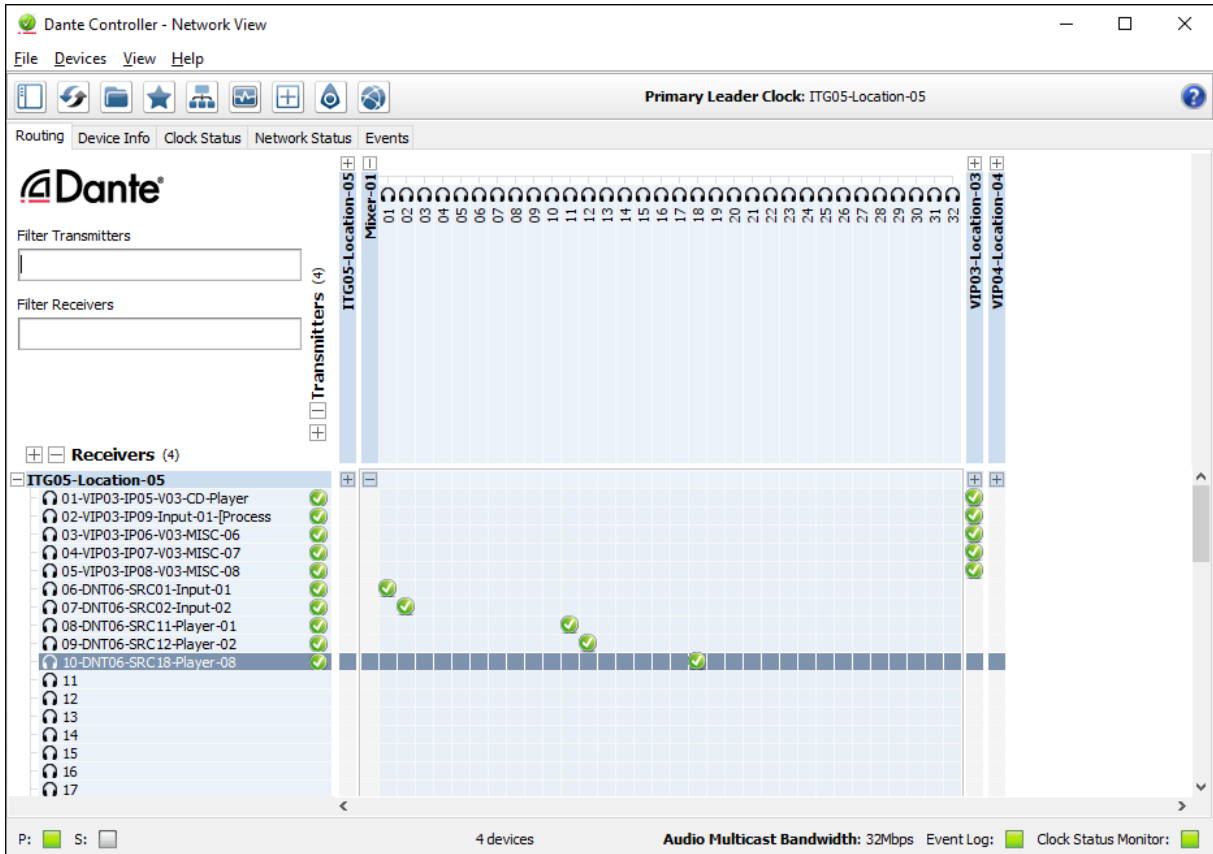 Dante Controller - Network View
File Devices View Help
Primary Leader Clock: ITG05-Location-05
?
Routing Device Info Clock Status Network Status Events
Dante®
Filter Transmitters
Filter Receivers
Transmitters (4)
ITG05-Location-05
Mixer-01
01 02 03 04 05 06 07 08 09 10 11 12 13 14 15 16 17 18 19 20 21 22 23 24 25 26 27 28 29 30 31 32
VIP03-Location-03
VIP04-Location-04
Receivers (4)
ITG05-Location-05
01-VIP03-IP05-V03-CD-Player
02-VIP03-IP09-Input-01-[Process
03-VIP03-IP06-V03-MISC-06
04-VIP03-IP07-V03-MISC-07
05-VIP03-IP08-V03-MISC-08
06-DNT06-SRC01-Input-01
07-DNT06-SRC02-Input-02
08-DNT06-SRC11-Player-01
09-DNT06-SRC12-Player-02
10-DNT06-SRC18-Player-08
11
12
13
14
15
16
17
P: S: 4 devices Audio Multicast Bandwidth: 32Mbps Event Log: Clock Status Monitor: